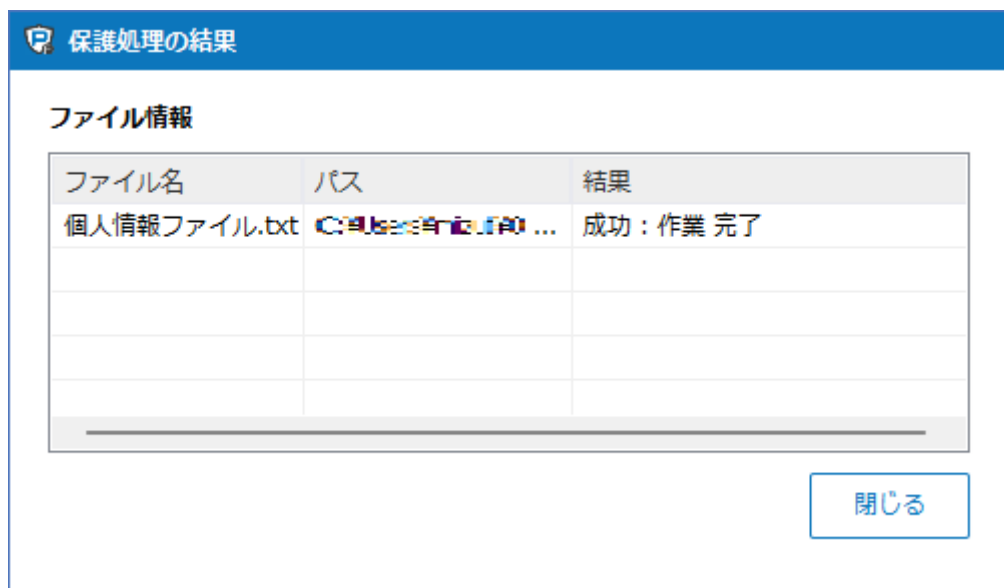 保護処理の結果
ファイル情報
ファイル名 パス 結果
個人情報ファイル.txt ... 成功：作業 完了
閉じる